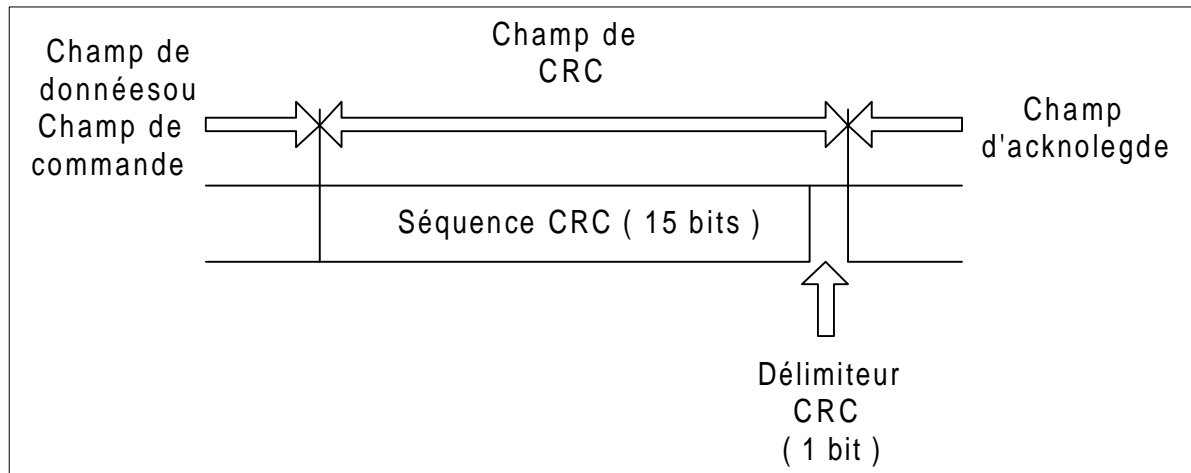 Champ de
donnéesou
Champ de
commande
Champ de
CRC
Champ
d'acknolegde
Séquence CRC ( 15 bits )
Délimiteur
CRC
( 1 bit )